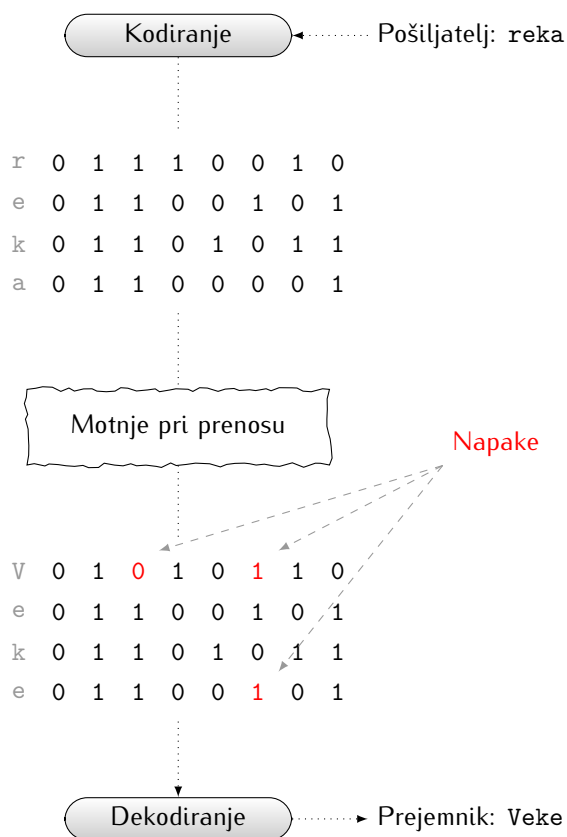 Kodiranje Pošiljatelj: reka
r 0 1 1 1 0 0 1 0
e 0 1 1 0 0 1 0 1
k 0 1 1 0 1 0 1 1
a 0 1 1 0 0 0 0 1
Motnje pri prenosu
Napake
V 0 1 0 1 0 1 1 0
e 0 1 1 0 0 1 0 1
k 0 1 1 0 1 0 1 1
e 0 1 1 0 0 1 0 1
Dekodiranje Prejemnik: Veke